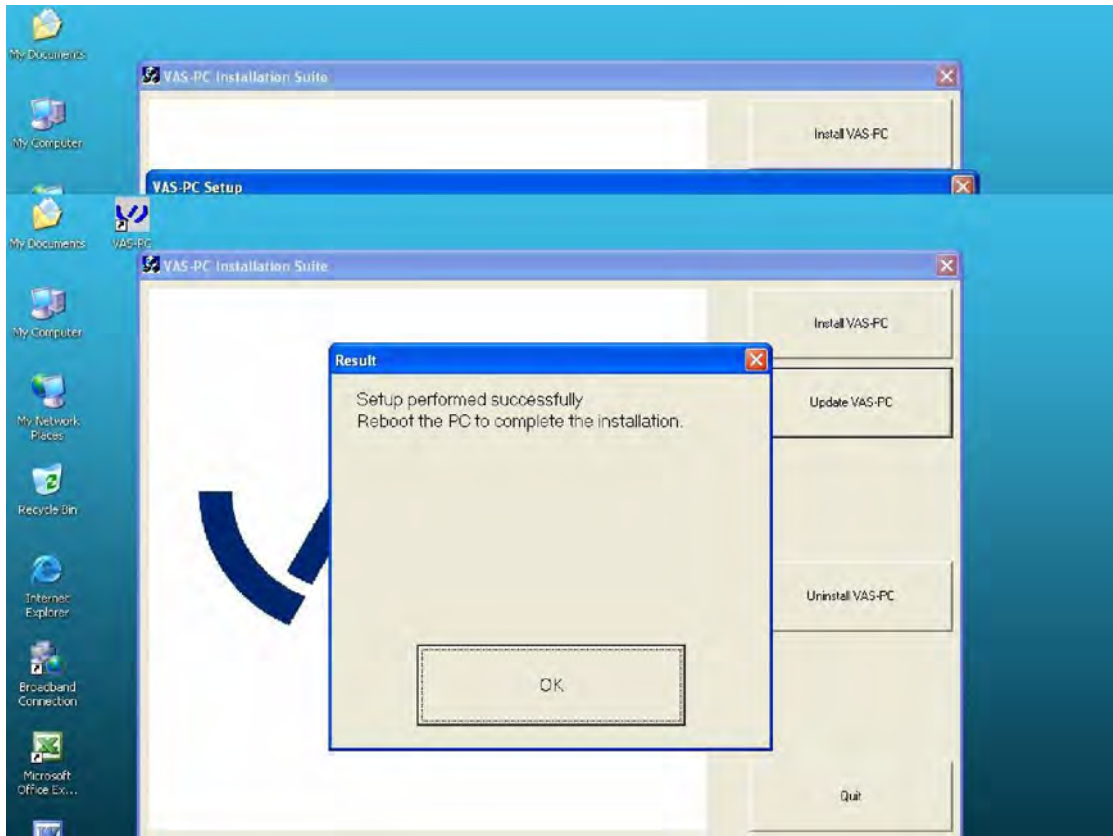 My Documents
VAS-PC Installation Suite
My Computer
Install VAS-PC
VAS-PC Setup
My Documents
VAS-PC
VAS-PC Installation Suite
My Computer
Install VAS-PC
Result
Setup performed successfully
Reboot the PC to complete the installation.
Update VAS-PC
My Network
Places
Recycle Bin
Internet
Explorer
Uninstall VAS-PC
Broadband
Connection
OK
Microsoft
Office Ex...
Quit